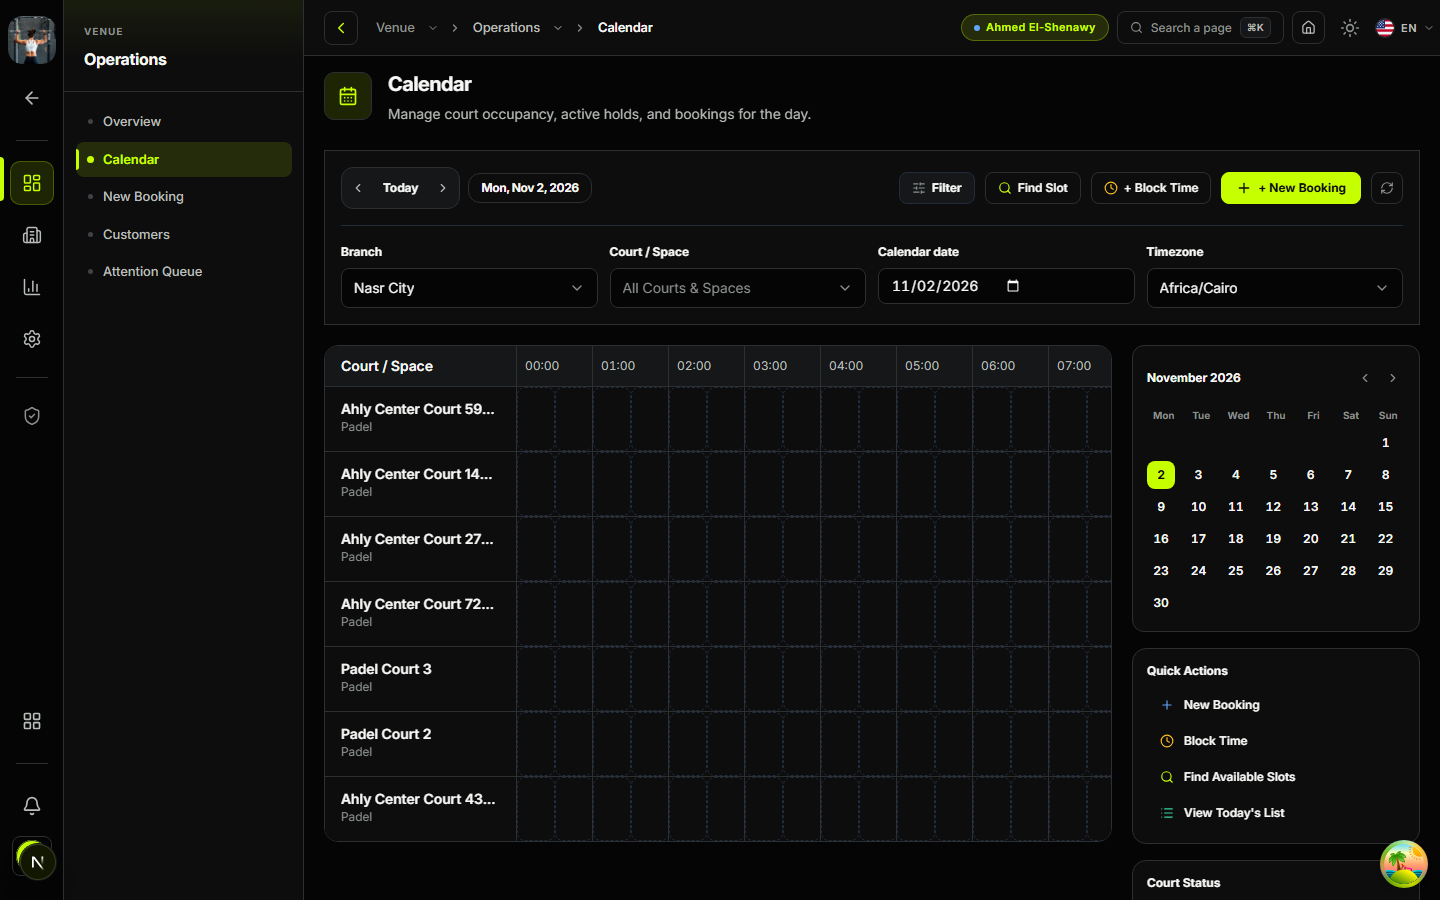 VENUE
Operations
Overview
Calendar
New Booking
Customers
Attention Queue
Venue
Operations
Calendar
Ahmed El-Shenawy
Search a page
⌘K
EN
Calendar
Manage court occupancy, active holds, and bookings for the day.
Today
Mon, Nov 2, 2026
Filter
Find Slot
+ Block Time
+ New Booking
Branch
Court / Space
Calendar date
Timezone
Nasr City
All Courts & Spaces
11/02/2026
Africa/Cairo
Court / Space
00:00
01:00
02:00
03:00
04:00
05:00
06:00
07:00
Ahly Center Court 59...
Padel
Ahly Center Court 14...
Padel
Ahly Center Court 27...
Padel
Ahly Center Court 72...
Padel
Padel Court 3
Padel
Padel Court 2
Padel
Ahly Center Court 43...
Padel
November 2026
Mon Tue Wed Thu Fri Sat Sun
1
2 3 4 5 6 7 8
9 10 11 12 13 14 15
16 17 18 19 20 21 22
23 24 25 26 27 28 29
30
Quick Actions
New Booking
Block Time
Find Available Slots
View Today's List
Court Status
N